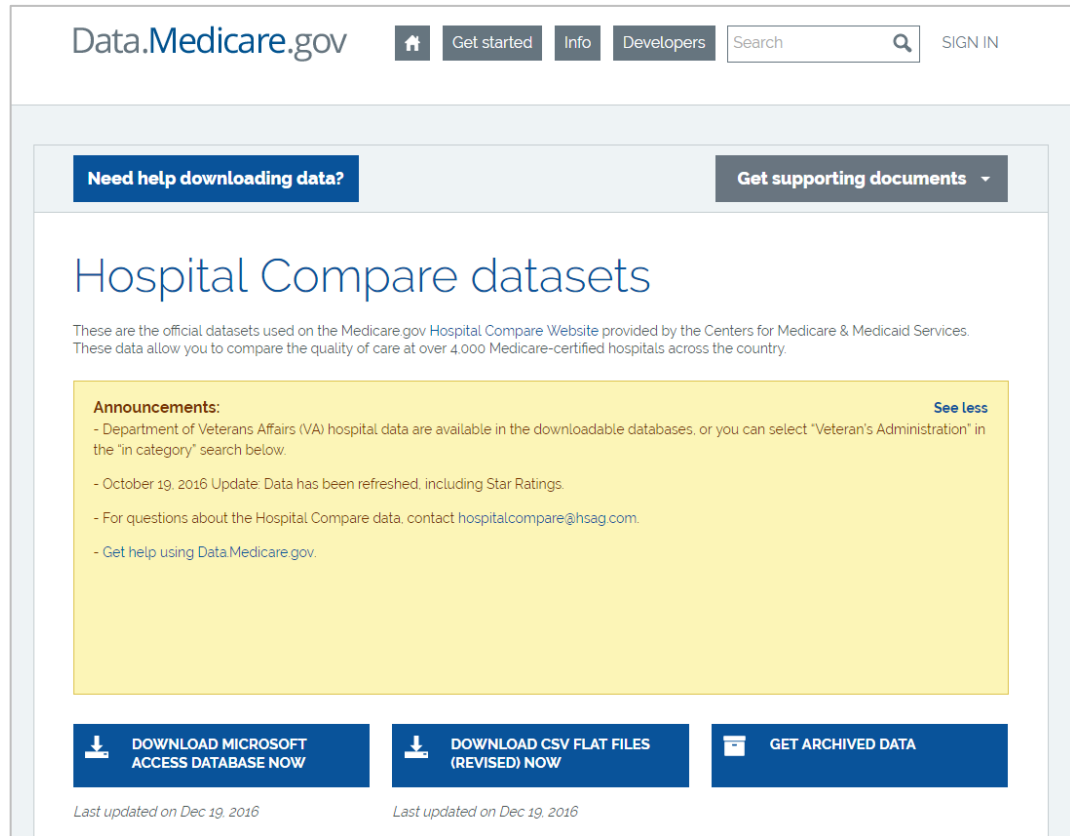 Data.Medicare.gov
Get started
Info
Developers
Search
SIGN IN
Need help downloading data?
Get supporting documents
Hospital Compare datasets
These are the official datasets used on the Medicare.gov Hospital Compare Website provided by the Centers for Medicare & Medicaid Services.
These data allow you to compare the quality of care at over 4,000 Medicare-certified hospitals across the country.
Announcements:
See less
- Department of Veterans Affairs (VA) hospital data are available in the downloadable databases, or you can select “Veteran's Administration” in
the “in category” search below.
- October 19, 2016 Update: Data has been refreshed, including Star Ratings.
- For questions about the Hospital Compare data, contact hospitalcompare@hsag.com.
- Get help using Data.Medicare.gov.
DOWNLOAD MICROSOFT
ACCESS DATABASE NOW
DOWNLOAD CSV FLAT FILES
(REVISED) NOW
GET ARCHIVED DATA
Last updated on Dec 19, 2016
Last updated on Dec 19, 2016